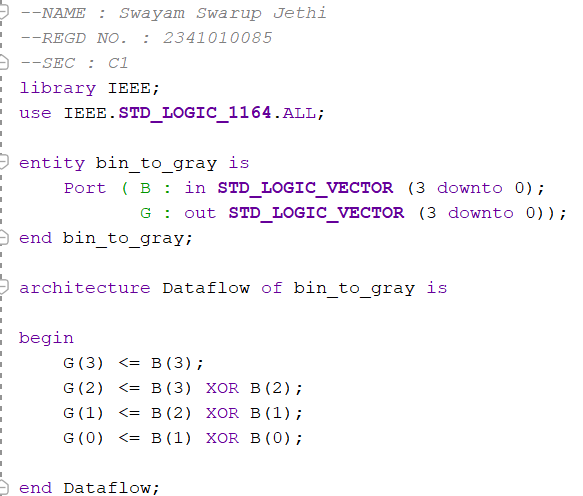 --NAME : Swayam Swarup Jethi
--REGD NO. : 2341010085
--SEC : C1
library IEEE;
use IEEE.STD_LOGIC_1164.ALL;
entity bin_to_gray is
Port ( B : in STD_LOGIC_VECTOR (3 downto 0);
G : out STD_LOGIC_VECTOR (3 downto 0));
end bin_to_gray;
architecture Dataflow of bin_to_gray is
begin
G(3) <= B(3);
G(2) <= B(3) XOR B(2);
G(1) <= B(2) XOR B(1);
G(0) <= B(1) XOR B(0);
end Dataflow;